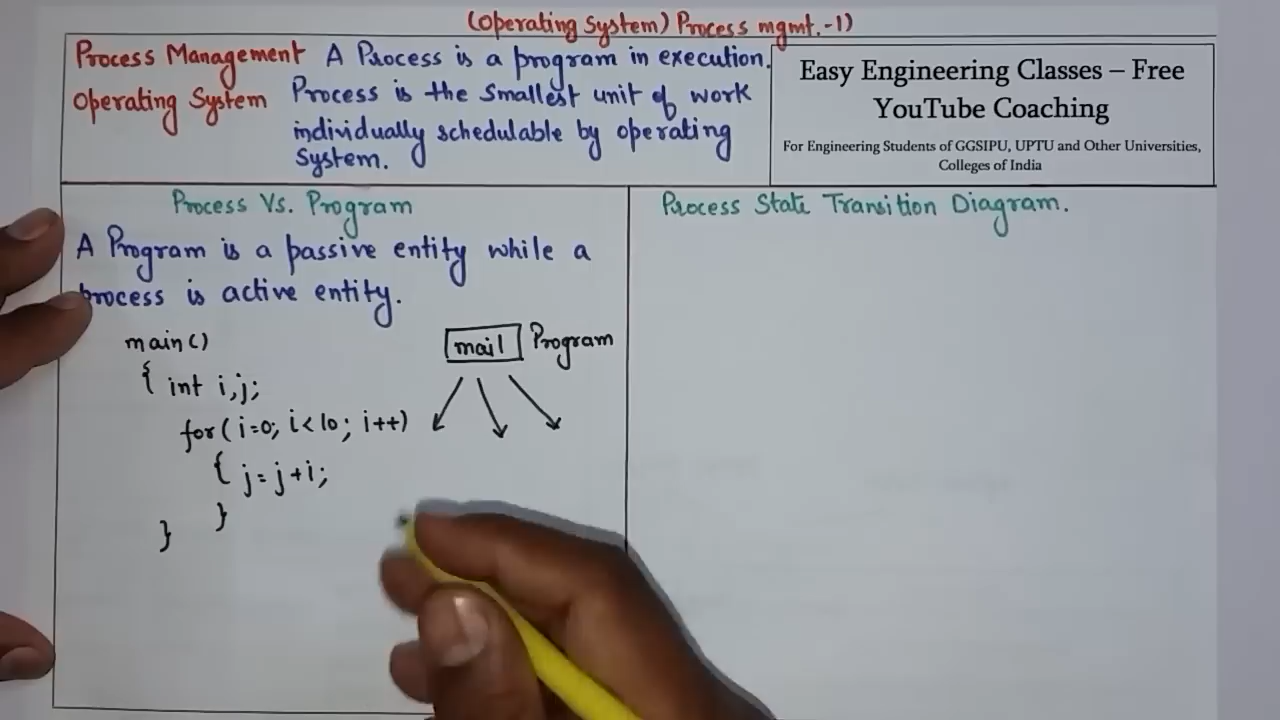 (Operating System) Process mgmt.-1)
Process Management
Operating System
A Process is a program in execution.
Process is the smallest unit of work
individually schedulable by operating
system.
Easy Engineering Classes – Free
YouTube Coaching
For Engineering Students of GGSIPU, UPTU and Other Universities,
Colleges of India
Process Vs. Program
A Program is a passive entity while a
process is active entity.
main()
{ int i,j;
for(i=0; i<10; i++)
{ j=j+i;
}
}
mail Program
Process State Transition Diagram.